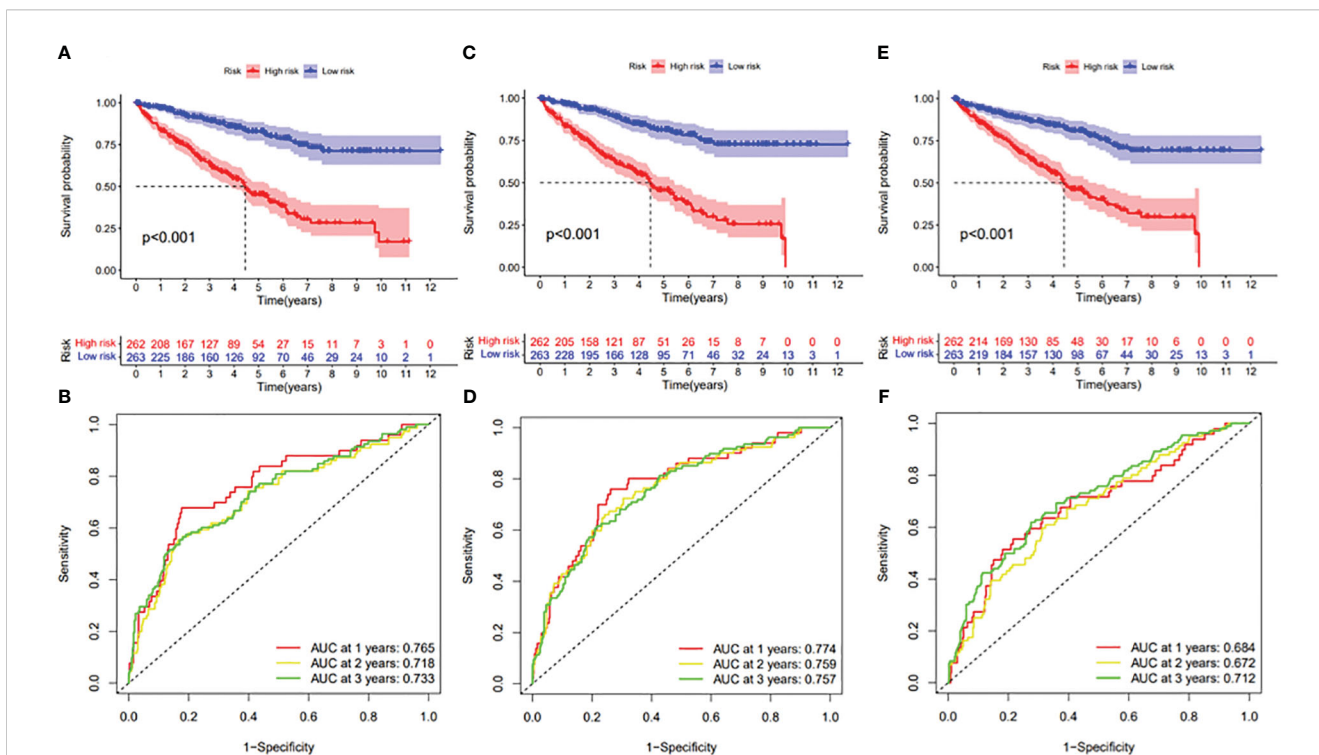 A
Risk High risk Low risk
1.00
0.75
0.50
0.25
0.00
Survival probability
p<0.001
0 1 2 3 4 5 6 7 8 9 10 11 12
Time(years)
Risk
High risk 262 208 167 127 89 54 27 15 11 7 3 1 0
Low risk 263 225 186 160 126 92 70 46 29 24 10 2 1
0 1 2 3 4 5 6 7 8 9 10 11 12
Time(years)
B
1.0
0.8
0.6
0.4
0.2
0.0
Sensitivity
AUC at 1 years: 0.765
AUC at 2 years: 0.718
AUC at 3 years: 0.733
0.0 0.2 0.4 0.6 0.8 1.0
1-Specificity
C
Risk High risk Low risk
1.00
0.75
0.50
0.25
0.00
Survival probability
p<0.001
0 1 2 3 4 5 6 7 8 9 10 11 12
Time(years)
Risk
High risk 262 205 158 121 87 51 26 15 8 7 0 0 0
Low risk 263 228 195 166 128 95 71 46 32 24 13 3 1
0 1 2 3 4 5 6 7 8 9 10 11 12
Time(years)
D
1.0
0.8
0.6
0.4
0.2
0.0
Sensitivity
AUC at 1 years: 0.774
AUC at 2 years: 0.759
AUC at 3 years: 0.757
0.0 0.2 0.4 0.6 0.8 1.0
1-Specificity
E
Risk High risk Low risk
1.00
0.75
0.50
0.25
0.00
Survival probability
p<0.001
0 1 2 3 4 5 6 7 8 9 10 11 12
Time(years)
Risk
High risk 262 214 169 130 85 48 30 17 10 6 0 0 0
Low risk 263 219 184 157 130 98 67 44 30 25 13 3 1
0 1 2 3 4 5 6 7 8 9 10 11 12
Time(years)
F
1.0
0.8
0.6
0.4
0.2
0.0
Sensitivity
AUC at 1 years: 0.684
AUC at 2 years: 0.672
AUC at 3 years: 0.712
0.0 0.2 0.4 0.6 0.8 1.0
1-Specificity